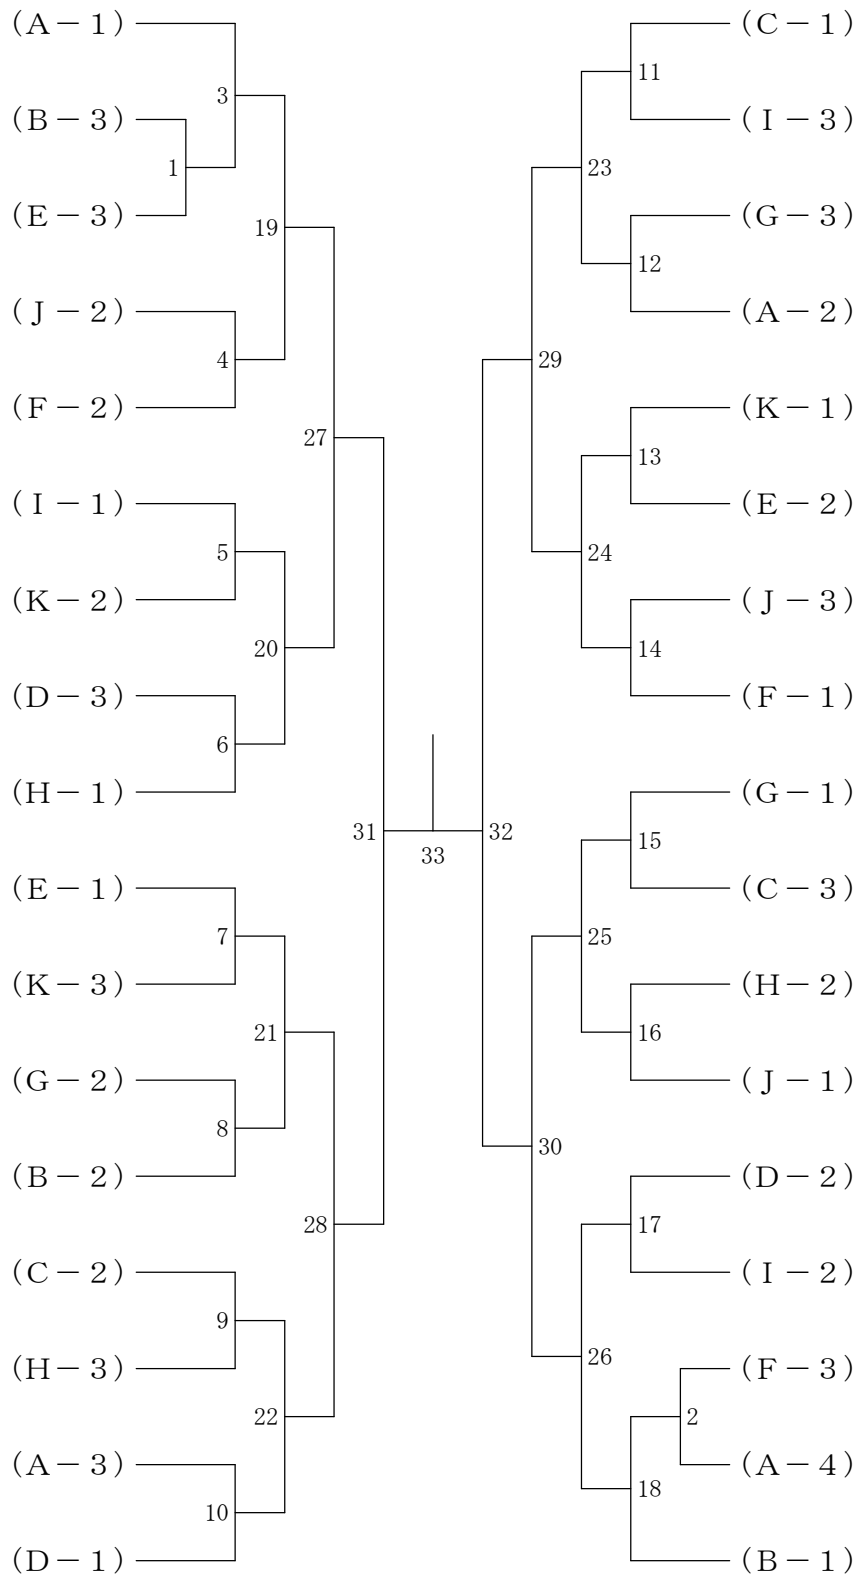 （A－1）
（B－3）
（E－3）
（J－2）
（F－2）
（I－1）
（K－2）
（D－3）
（H－1）
（E－1）
（K－3）
（G－2）
（B－2）
（C－2）
（H－3）
（A－3）
（D－1）
3
1
19
4
27
5
20
6
31
7
21
8
28
9
22
10
33
（C－1）
（I－3）
（G－3）
（A－2）
（K－1）
（E－2）
（J－3）
（F－1）
（G－1）
（C－3）
（H－2）
（J－1）
（D－2）
（I－2）
（F－3）
（A－4）
（B－1）
11
23
12
29
13
24
14
32
15
25
16
30
17
26
2
18